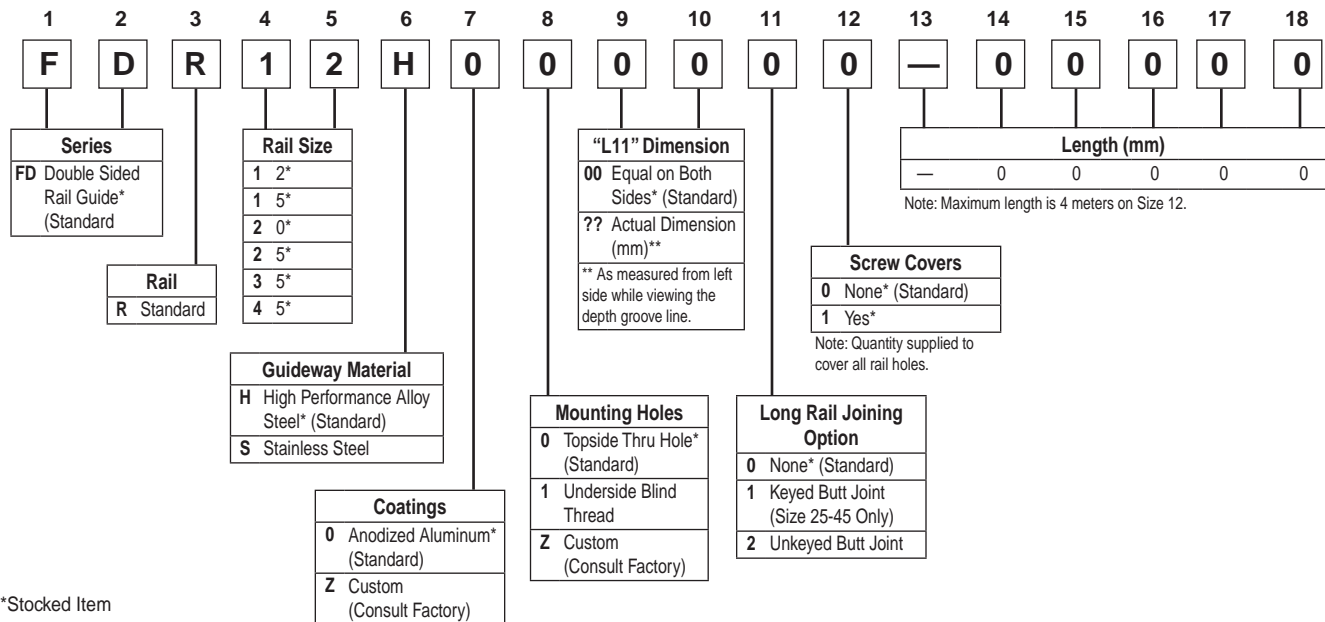 1 2 3 4 5 6 7 8 9 10 11 12 13 14 15 16 17 18
F D R 1 2 H 0 0 0 0 0 0 — 0 0 0 0 0
Series
FD Double Sided
Rail Guide*
(Standard
Rail
R Standard
Rail Size
1 2*
1 5*
2 0*
2 5*
3 5*
4 5*
Guideway Material
H High Performance Alloy
Steel* (Standard)
S Stainless Steel
Coatings
0 Anodized Aluminum*
(Standard)
Z Custom
(Consult Factory)
Mounting Holes
0 Topside Thru Hole*
(Standard)
1 Underside Blind
Thread
Z Custom
(Consult Factory)
“L11” Dimension
00 Equal on Both
Sides* (Standard)
?? Actual Dimension
(mm)**
** As measured from left
side while viewing the
depth groove line.
Long Rail Joining
Option
0 None* (Standard)
1 Keyed Butt Joint
(Size 25-45 Only)
2 Unkeyed Butt Joint
Screw Covers
0 None* (Standard)
1 Yes*
Note: Quantity supplied to
cover all rail holes.
Length (mm)
— 0 0 0 0 0
Note: Maximum length is 4 meters on Size 12.
*Stocked Item